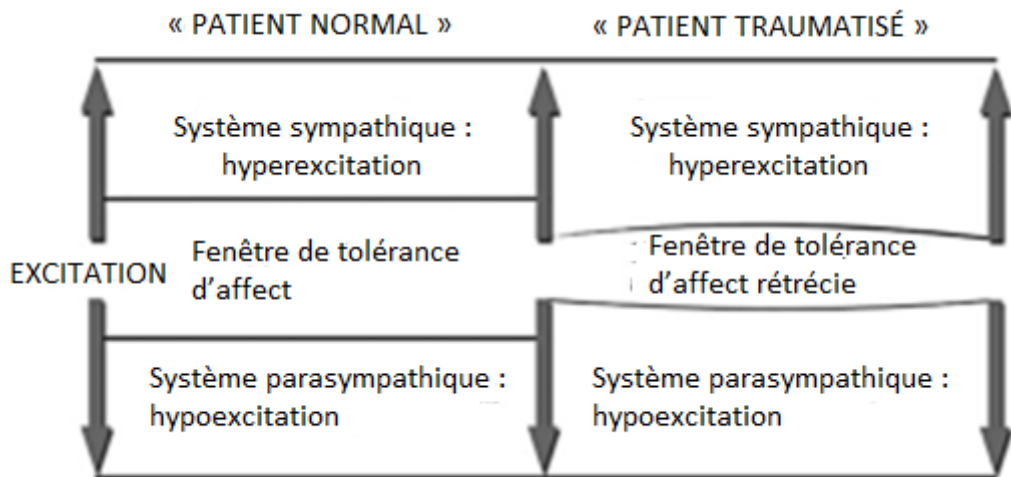 « PATIENT NORMAL »
« PATIENT TRAUMATISÉ »
Système sympathique :
hyperexcitation
Système sympathique :
hyperexcitation
EXCITATION
Fenêtre de tolérance
d’affect
Fenêtre de tolérance
d’affect rétrécie
Système parasympathique :
hypoexcitation
Système parasympathique :
hypoexcitation